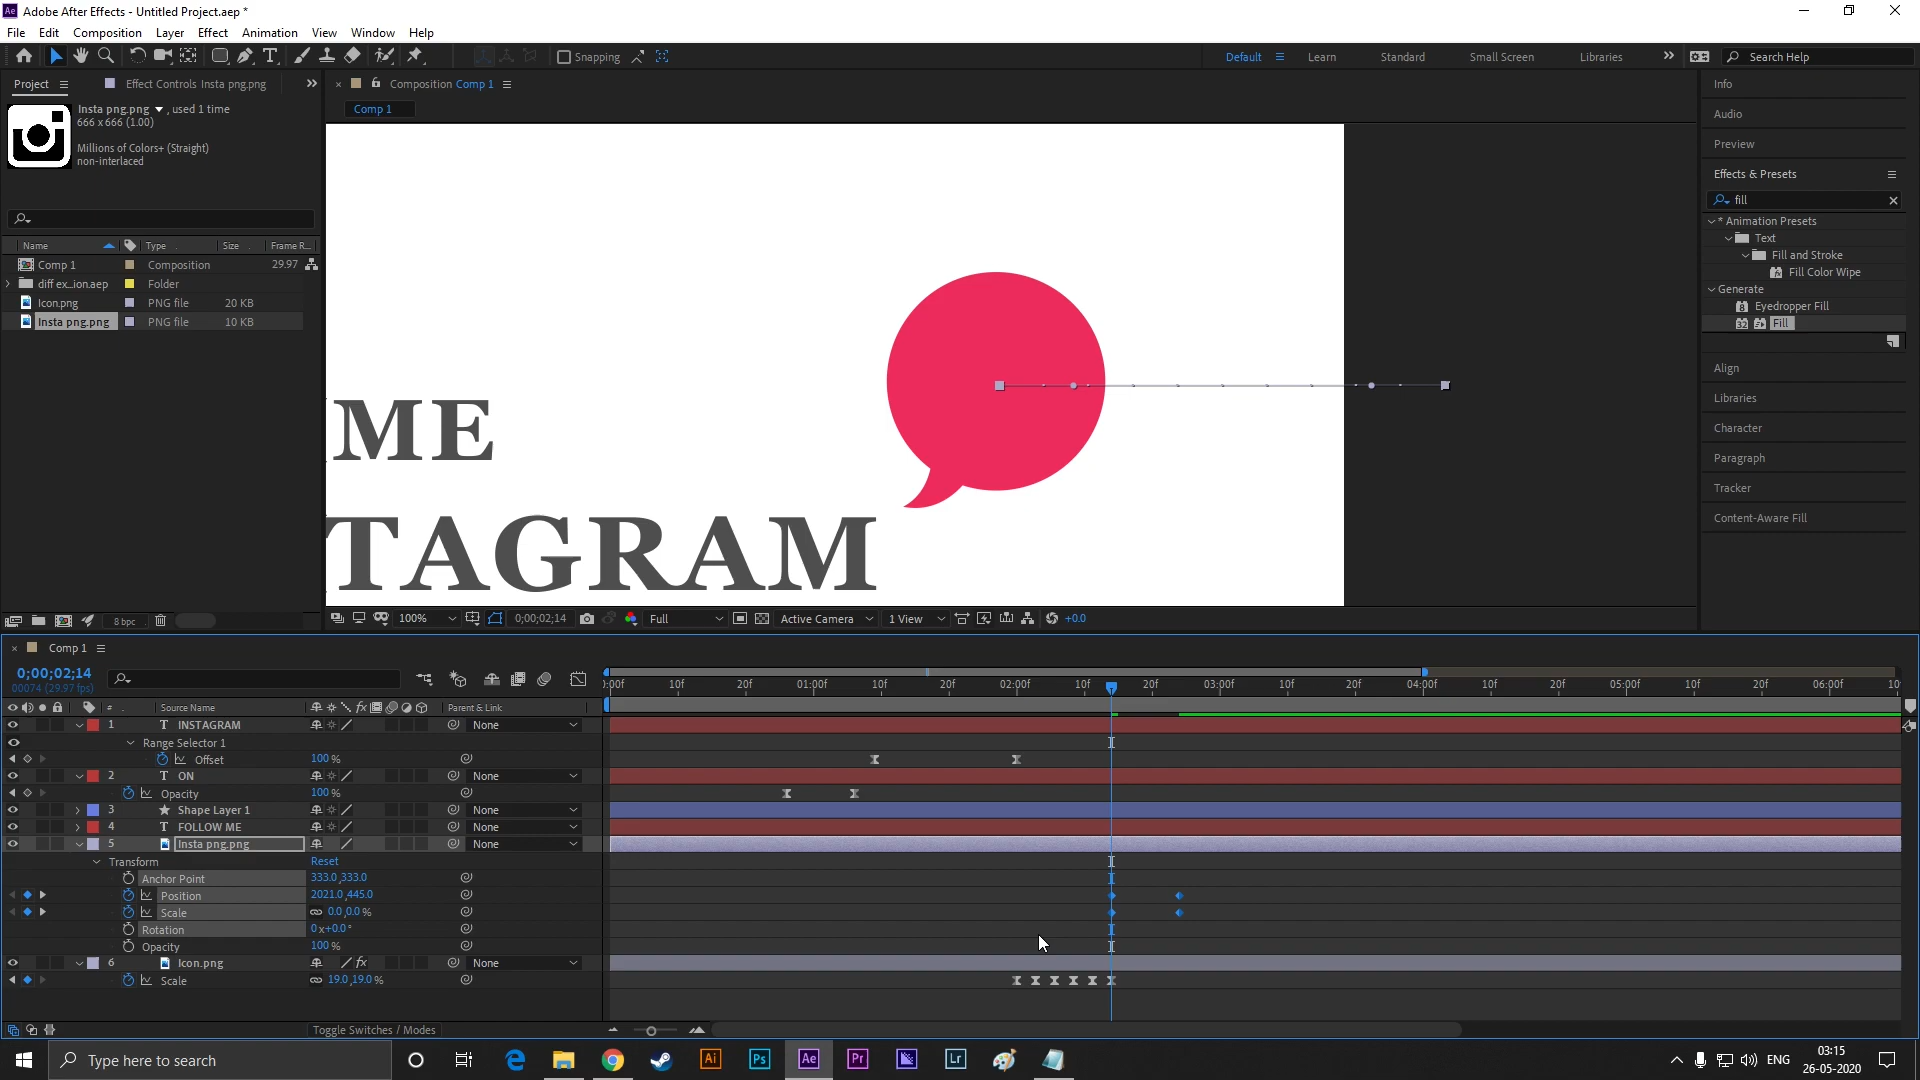 Ae Adobe After Effects - Untitled Project.aep *
File Edit Composition Layer Effect Animation View Window Help
Snapping Default Learn Standard Small Screen Libraries Search Help
Project Effect Controls Insta png.png
Insta png.png , used 1 time
666 x 666 (1.00)
Millions of Colors+ (Straight)
non-interlaced
Name Type Size Frame R...
Comp 1 Composition 29.97
diff ex...ion.aep Folder
Icon.png PNG file 20 KB
Insta png.png PNG file 10 KB
8 bpc
Composition Comp 1
Comp 1
ME
TAGRAM
100% 0;00;02;14 Full Active Camera 1 View +0.0
Info
Audio
Preview
Effects & Presets
fill
* Animation Presets
Text
Fill and Stroke
Fill Color Wipe
Generate
Eyedropper Fill
Fill
Align
Libraries
Character
Paragraph
Tracker
Content-Aware Fill
Comp 1
0;00;02;14
00074 (29.97 fps)
):00f 10f 20f 01:00f 10f 20f 02:00f 10f 20f 03:00f 10f 20f 04:00f 10f 20f 05:00f 10f 20f 06:00f 10
# Source Name fx Parent & Link
1 T INSTAGRAM None
Range Selector 1
Offset 100 %
2 T ON None
Opacity 100 %
3 Shape Layer 1 None
4 T FOLLOW ME None
5 Insta png.png None
Transform Reset
Anchor Point 333.0,333.0
Position 2021.0,445.0
Scale 0.0,0.0 %
Rotation 0 x+0.0 °
Opacity 100 %
6 Icon.png fx None
Scale 19.0,19.0 %
Toggle Switches / Modes
Type here to search
Ai Ps Ae Pr Lr
ENG
03:15
26-05-2020